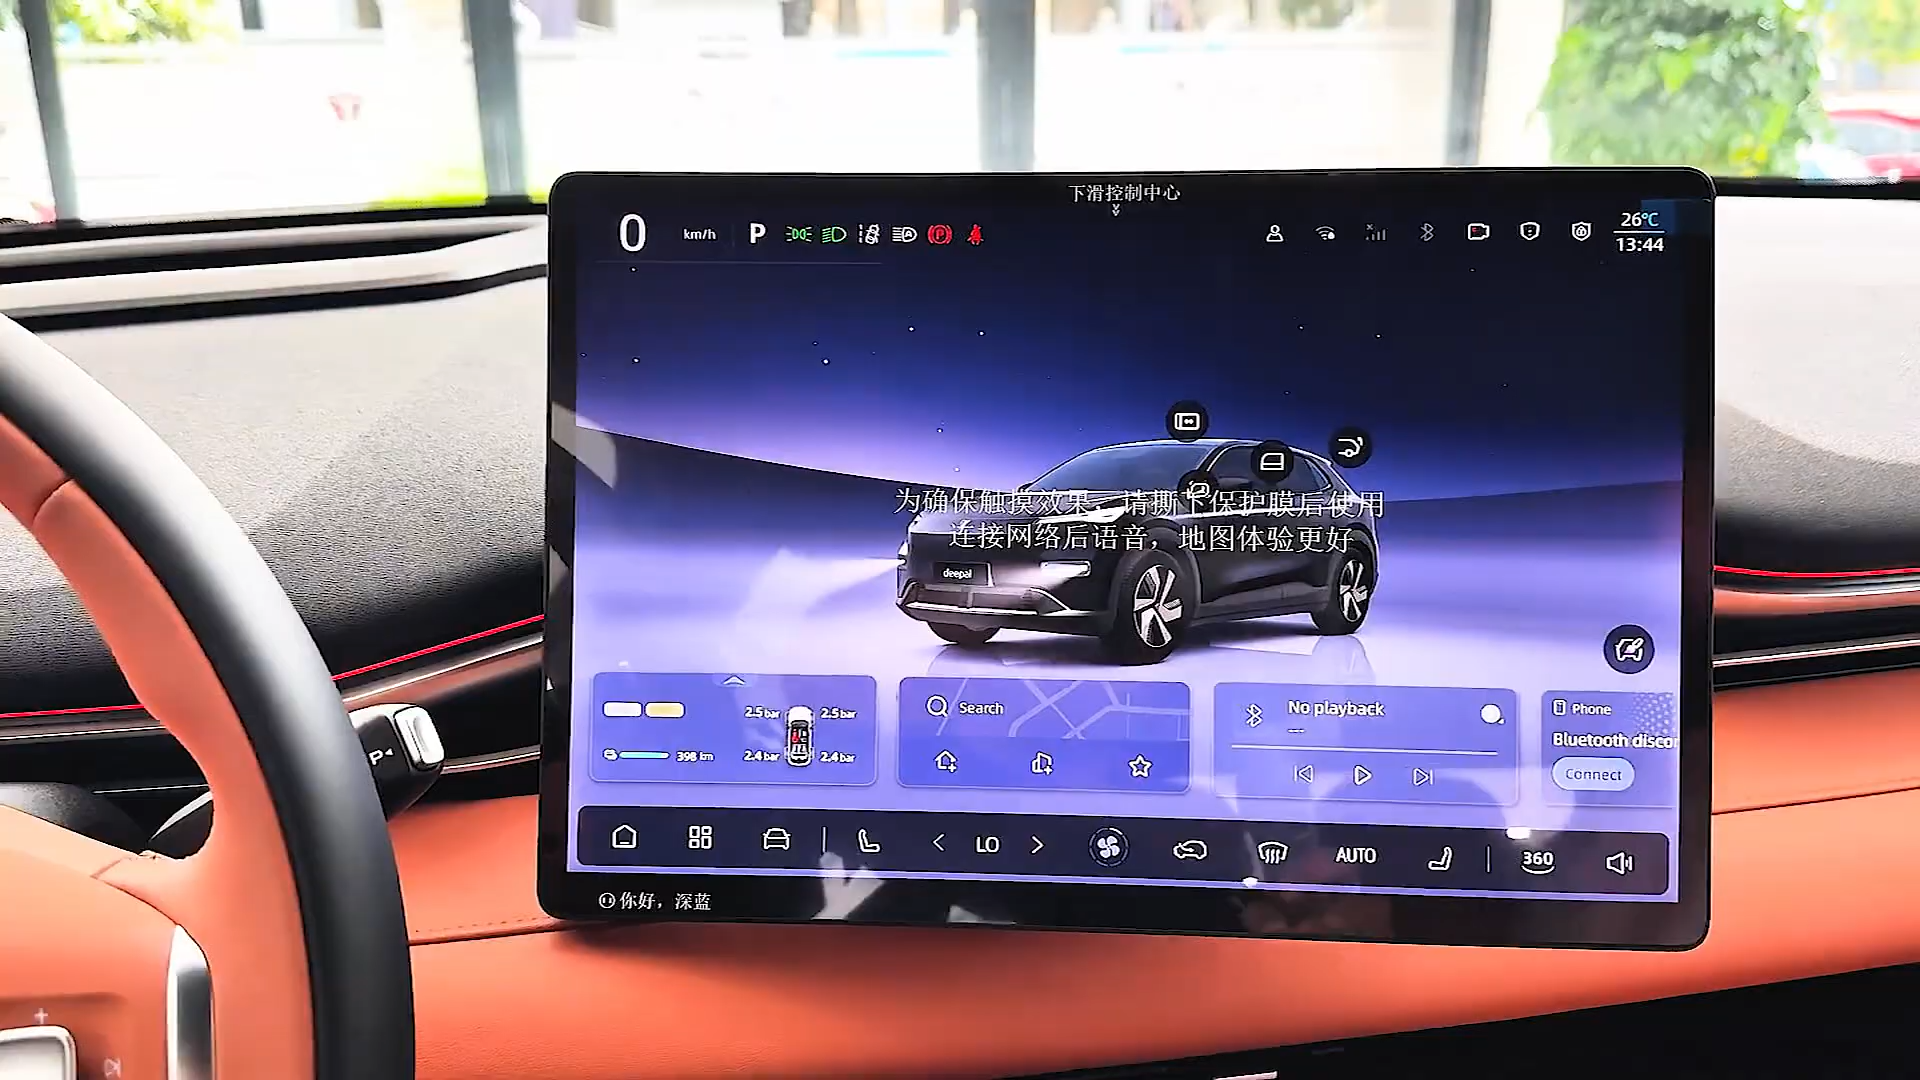 下滑控制中心
0 km/h P
26℃
13:44
为确保触摸效果，请撕下保护膜后使用
连接网络后语音，地图体验更好
deepal
2.5 bar 2.5 bar
398 km 2.4 bar 2.4 bar
Search
No playback
Phone
Bluetooth discon
Connect
LO
AUTO
360
你好，深蓝
P